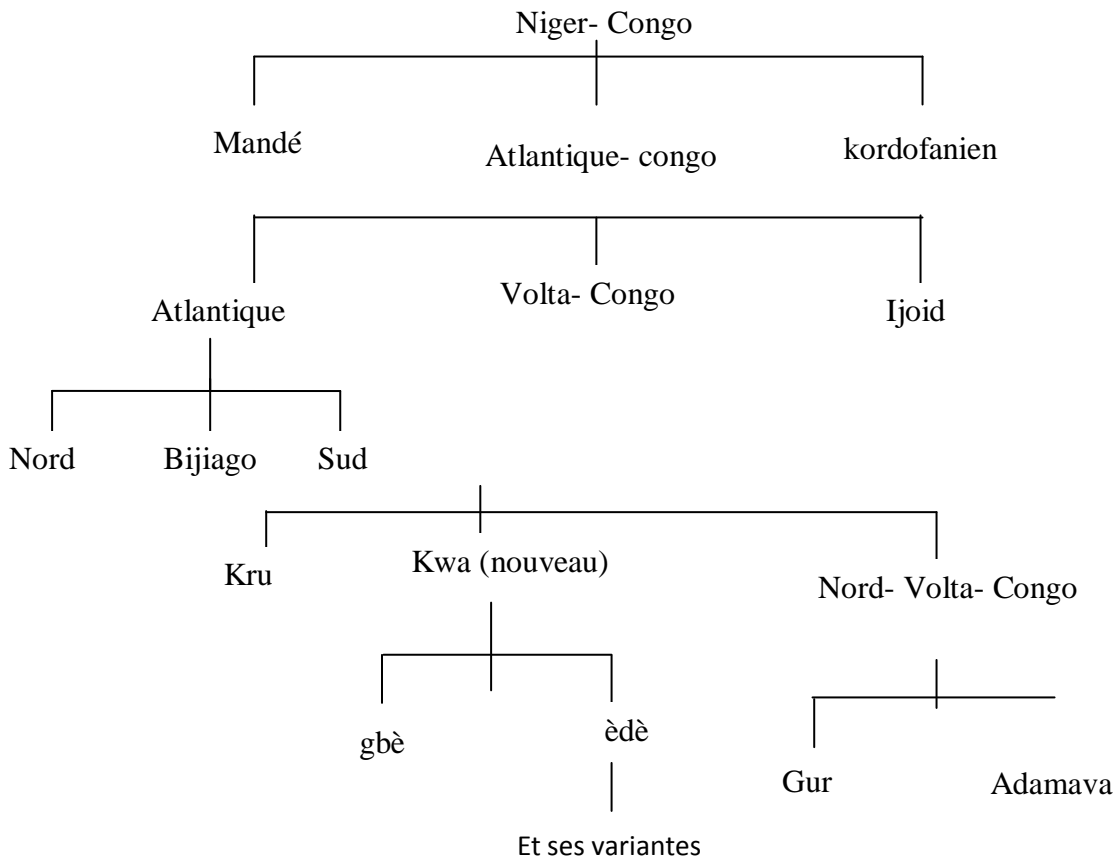 Niger- Congo
Mandé
Atlantique- congo
kordofanien
Atlantique
Volta- Congo
Ijoid
Nord
Bijiago
Sud
Kru
Kwa (nouveau)
Nord- Volta- Congo
gbè
èdè
Gur
Adamava
Et ses variantes